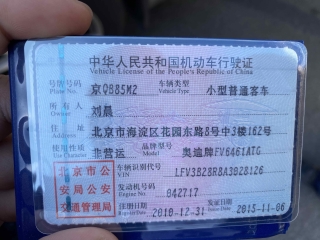 中华人民共和国机动车行驶证
Vehicle License of the People's Republic of China
号牌号码 京Q885M2 车辆类型 小型普通客车
Plate No. Vehicle Type
所有人 刘晨
Owner
住址 北京市海淀区花园东路8号中3楼162号
Address
使用性质 非营运 品牌型号 奥迪牌FV6461ATG
Use Character Model
北京市公安局公安交通管理局
车辆识别代号 LFV3B28R8A3028126
VIN
发动机号码 042717
Engine No.
注册日期 2010-12-31 发证日期 2015-11-06
Register Date Issue Date